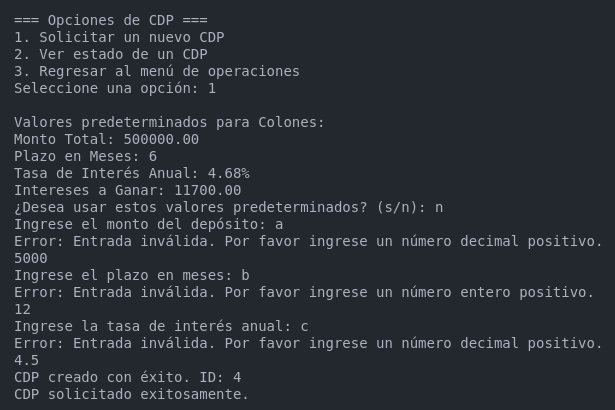 === Opciones de CDP ===
1. Solicitar un nuevo CDP
2. Ver estado de un CDP
3. Regresar al menú de operaciones
Seleccione una opción: 1
Valores predeterminados para Colones:
Monto Total: 500000.00
Plazo en Meses: 6
Tasa de Interés Anual: 4.68%
Intereses a Ganar: 11700.00
¿Desea usar estos valores predeterminados? (s/n): n
Ingrese el monto del depósito: a
Error: Entrada inválida. Por favor ingrese un número decimal positivo.
5000
Ingrese el plazo en meses: b
Error: Entrada inválida. Por favor ingrese un número entero positivo.
12
Ingrese la tasa de interés anual: c
Error: Entrada inválida. Por favor ingrese un número decimal positivo.
4.5
CDP creado con éxito. ID: 4
CDP solicitado exitosamente.